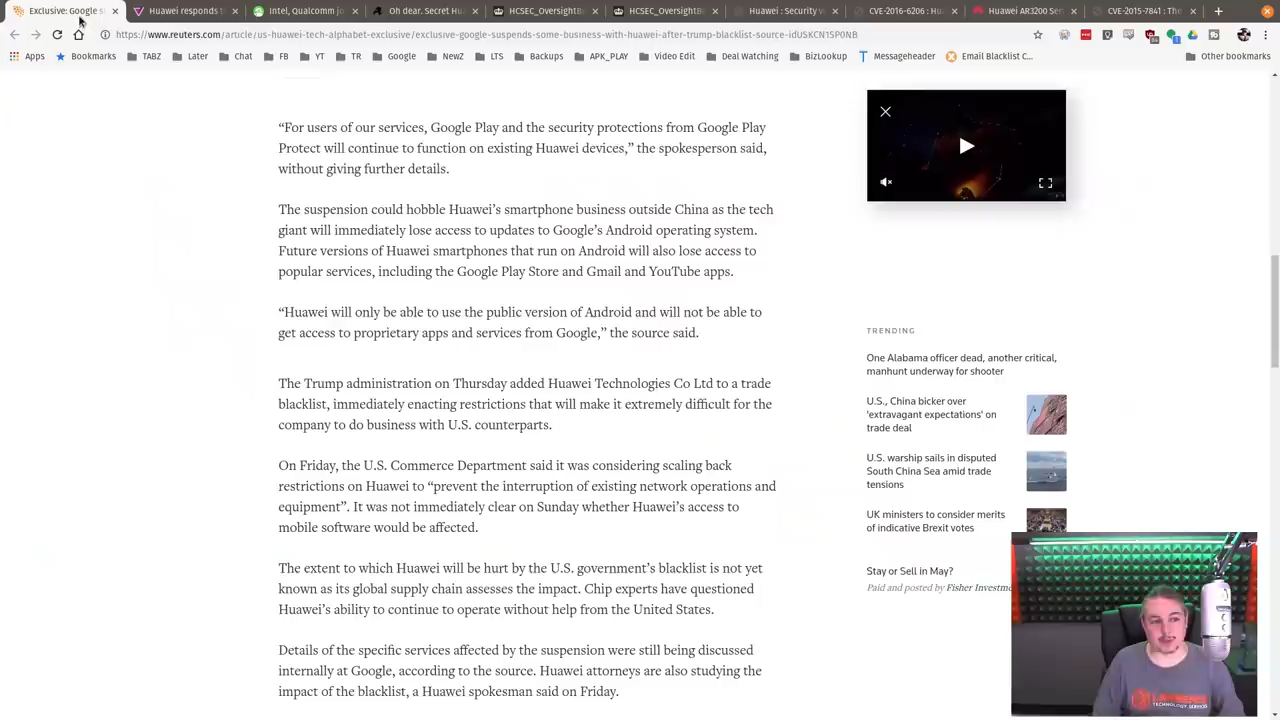 Exclusive: Google s
Huawei responds t
Intel, Qualcomm jo
Oh dear. Secret Hua
HCSEC_OversightB
HCSEC_OversightB
Huawei : Security v
CVE-2016-6206 : Hu
Huawei AR3200 Ser
CVE-2015-7841 : The
https://www.reuters.com/article/us-huawei-tech-alphabet-exclusive/exclusive-google-suspends-some-business-with-huawei-after-trump-blacklist-source-idUSKCN1SP0NB
Apps Bookmarks TABZ Later Chat FB YT TR Google NewZ LTS Backups APK_PLAY Video Edit Deal Watching BizLookup Messageheader Email Blacklist C... Other bookmarks
“For users of our services, Google Play and the security protections from Google Play
Protect will continue to function on existing Huawei devices,” the spokesperson said,
without giving further details.
The suspension could hobble Huawei’s smartphone business outside China as the tech
giant will immediately lose access to updates to Google’s Android operating system.
Future versions of Huawei smartphones that run on Android will also lose access to
popular services, including the Google Play Store and Gmail and YouTube apps.
“Huawei will only be able to use the public version of Android and will not be able to
get access to proprietary apps and services from Google,” the source said.
The Trump administration on Thursday added Huawei Technologies Co Ltd to a trade
blacklist, immediately enacting restrictions that will make it extremely difficult for the
company to do business with U.S. counterparts.
On Friday, the U.S. Commerce Department said it was considering scaling back
restrictions on Huawei to “prevent the interruption of existing network operations and
equipment”. It was not immediately clear on Sunday whether Huawei’s access to
mobile software would be affected.
The extent to which Huawei will be hurt by the U.S. government’s blacklist is not yet
known as its global supply chain assesses the impact. Chip experts have questioned
Huawei’s ability to continue to operate without help from the United States.
Details of the specific services affected by the suspension were still being discussed
internally at Google, according to the source. Huawei attorneys are also studying the
impact of the blacklist, a Huawei spokesman said on Friday.
TRENDING
One Alabama officer dead, another critical,
manhunt underway for shooter
U.S., China bicker over
'extravagant expectations' on
trade deal
U.S. warship sails in disputed
South China Sea amid trade
tensions
UK ministers to consider merits
of indicative Brexit votes
Stay or Sell in May?
Paid and posted by Fisher Investme
LAWRENCE
TECHNOLOGY SERVICES